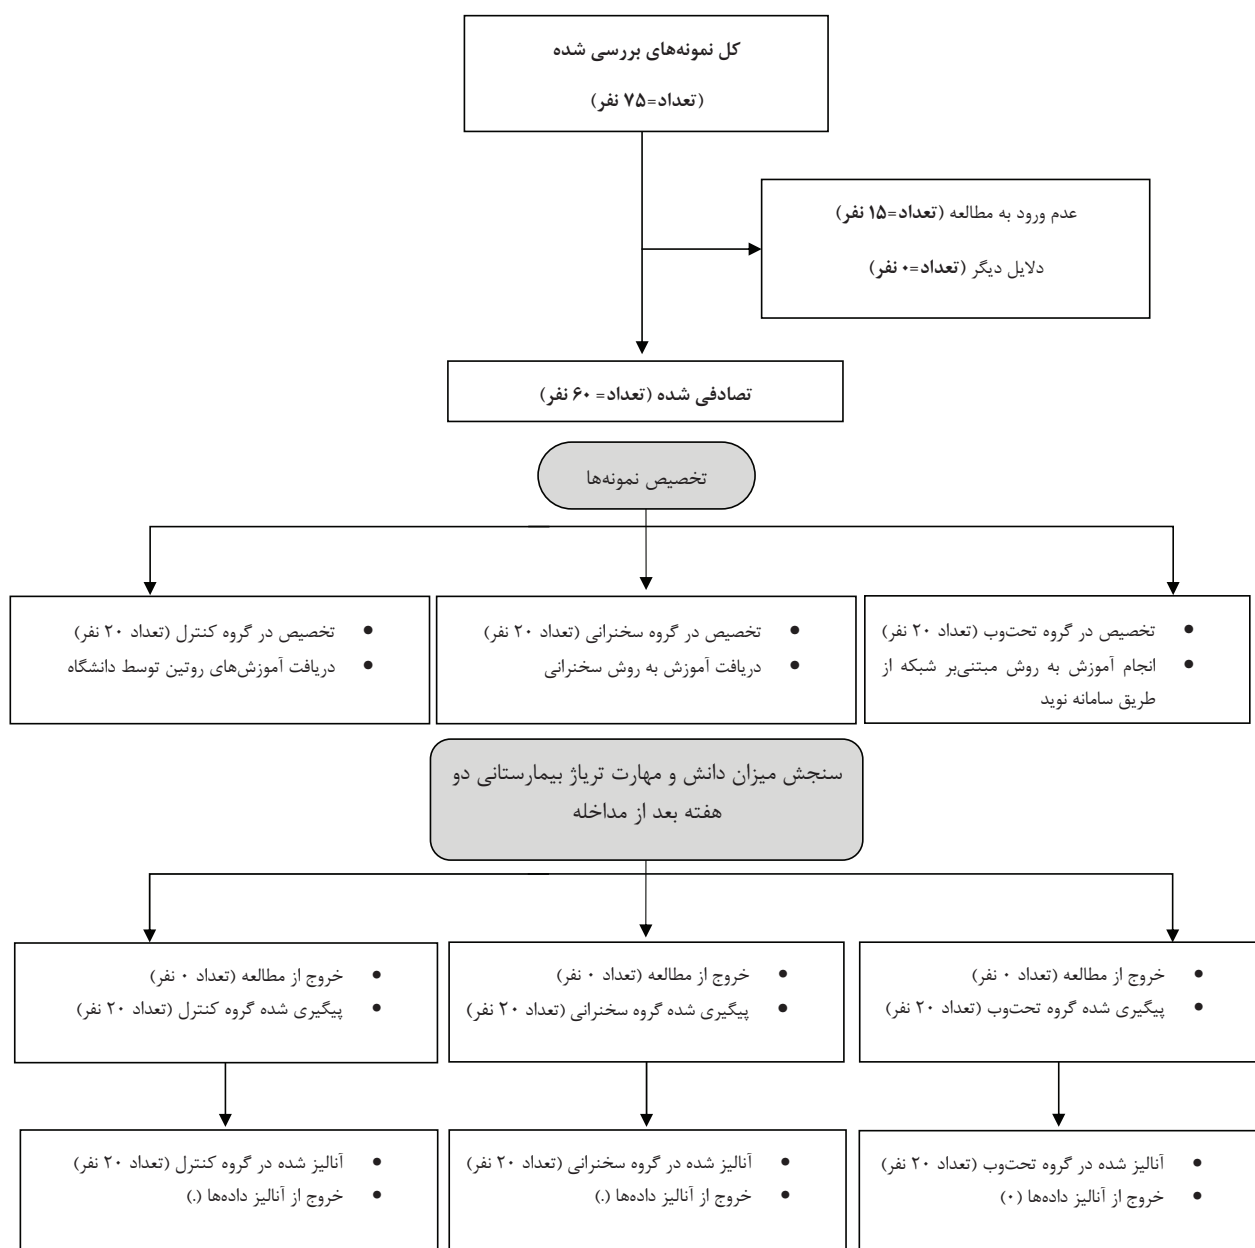 کل نمونه‌های بررسی شده
(تعداد=۷۵ نفر)
عدم ورود به مطالعه (تعداد=۱۵ نفر)
دلایل دیگر (تعداد=۰ نفر)
تصادفی شده (تعداد= ۶۰ نفر)
تخصیص نمونه‌ها
• تخصیص در گروه تحت‌وب (تعداد ۲۰ نفر)
• انجام آموزش به روش مبتنی‌بر شبکه از
طریق سامانه نوید
• تخصیص در گروه سخنرانی (تعداد ۲۰ نفر)
• دریافت آموزش به روش سخنرانی
• تخصیص در گروه کنترل (تعداد ۲۰ نفر)
• دریافت آموزش‌های روتین توسط دانشگاه
سنجش میزان دانش و مهارت تریاژ بیمارستانی دو
هفته بعد از مداخله
• خروج از مطالعه (تعداد ۰ نفر)
• پیگیری شده گروه تحت‌وب (تعداد ۲۰ نفر)
• خروج از مطالعه (تعداد ۰ نفر)
• پیگیری شده گروه سخنرانی (تعداد ۲۰ نفر)
• خروج از مطالعه (تعداد ۰ نفر)
• پیگیری شده گروه کنترل (تعداد ۲۰ نفر)
• آنالیز شده در گروه تحت‌وب (تعداد ۲۰ نفر)
• خروج از آنالیز داده‌ها (۰)
• آنالیز شده در گروه سخنرانی (تعداد ۲۰ نفر)
• خروج از آنالیز داده‌ها (.)
• آنالیز شده در گروه کنترل (تعداد ۲۰ نفر)
• خروج از آنالیز داده‌ها (.)